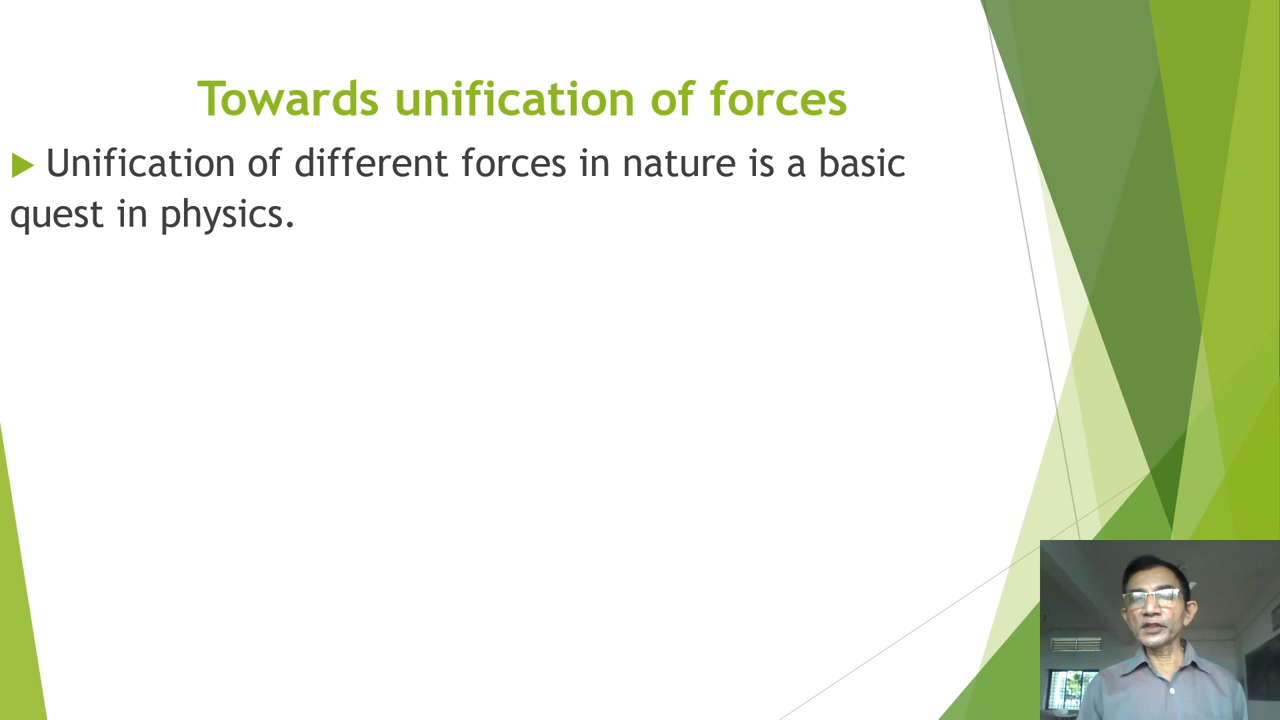 Towards unification of forces
Unification of different forces in nature is a basic
quest in physics.